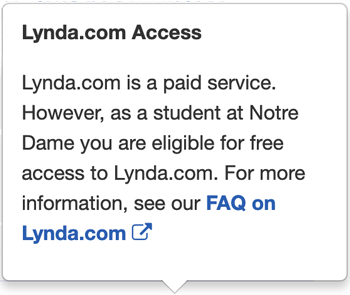 Lynda.com Access
Lynda.com is a paid service.
However, as a student at Notre
Dame you are eligible for free
access to Lynda.com. For more
information, see our FAQ on
Lynda.com